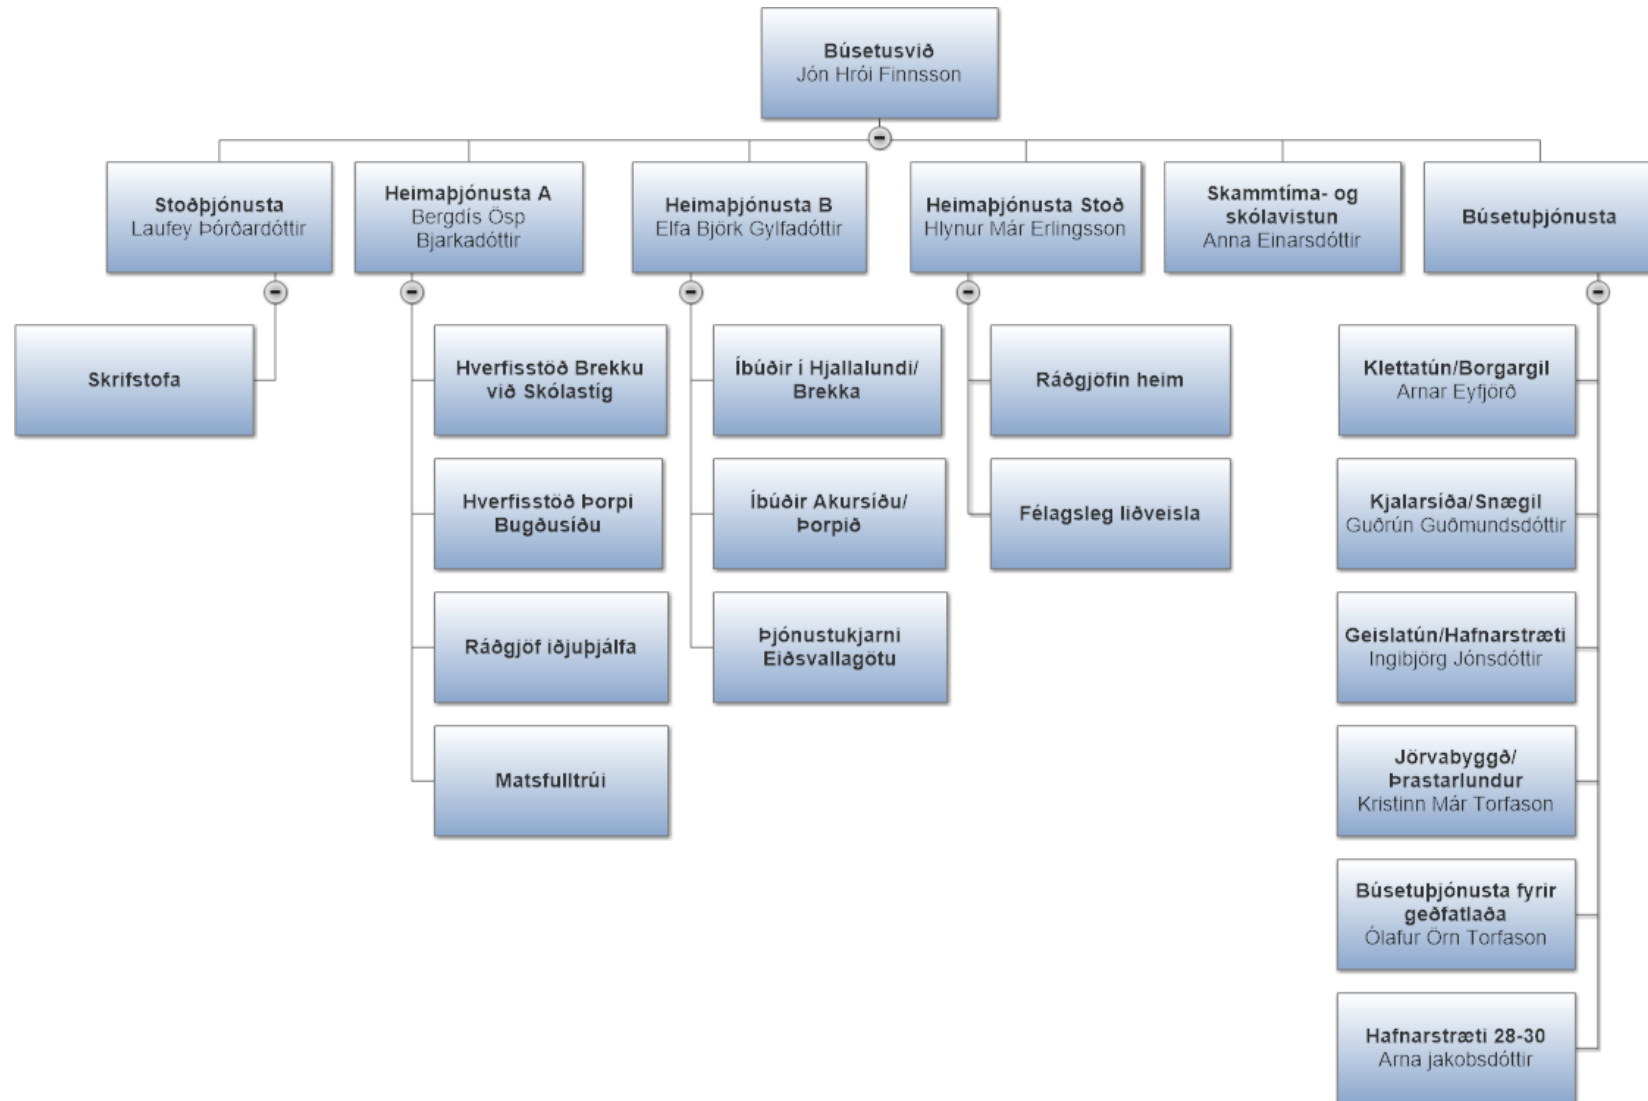 Búsetusvið
Jón Hrói Finnsson
Stoðþjónusta
Laufey Þórðardóttir
Heimaþjónusta A
Bergdís Ösp
Bjarkadóttir
Heimaþjónusta B
Elfa Björk Gylfadóttir
Heimaþjónusta Stoð
Hlynur Már Erlingsson
Skammtíma- og
skólavistun
Anna Einarsdóttir
Búsetuþjónusta
Skrifstofa
Hverfisstöð Brekku
við Skólastíg
Hverfisstöð Þorpi
Bugðusíðu
Ráðgjöf iðjuþjálfa
Matsfulltrúi
Íbúðir í Hjallalundi/
Brekka
Íbúðir Akursíðu/
Þorpið
Þjónustukjarni
Eiðsvallagötu
Ráðgjöfin heim
Félagsleg liðveisla
Klettatún/Borgargil
Arnar Eyfjörð
Kjalarsíða/Snægil
Guðrún Guðmundsdóttir
Geislatún/Hafnarstræti
Ingibjörg Jónsdóttir
Jörvabyggð/
Þrastarlundur
Kristinn Már Torfason
Búsetuþjónusta fyrir
geðfatlaða
Ólafur Örn Torfason
Hafnarstræti 28-30
Arna jakobsdóttir